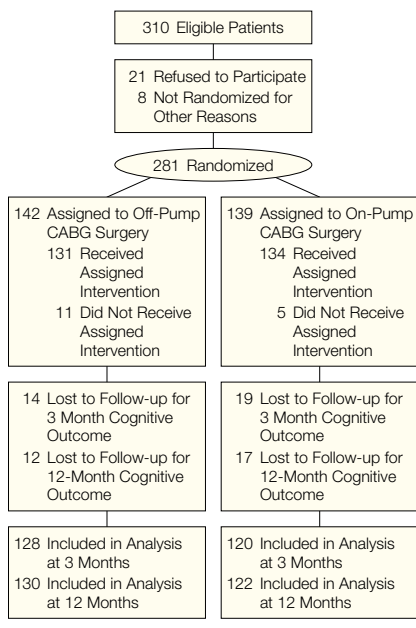 310 Eligible Patients
21 Refused to Participate
8 Not Randomized for
Other Reasons
281 Randomized
142 Assigned to Off-Pump
CABG Surgery
131 Received
Assigned
Intervention
11 Did Not Receive
Assigned
Intervention
139 Assigned to On-Pump
CABG Surgery
134 Received
Assigned
Intervention
5 Did Not Receive
Assigned
Intervention
14 Lost to Follow-up for
3 Month Cognitive
Outcome
12 Lost to Follow-up for
12-Month Cognitive
Outcome
19 Lost to Follow-up for
3 Month Cognitive
Outcome
17 Lost to Follow-up for
12-Month Cognitive
Outcome
128 Included in Analysis
at 3 Months
130 Included in Analysis
at 12 Months
120 Included in Analysis
at 3 Months
122 Included in Analysis
at 12 Months